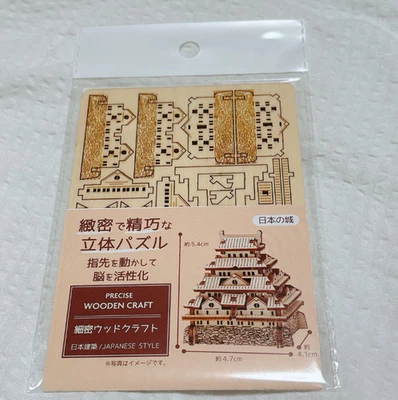 緻密で精巧な
立体パズル
指先を動かして
脳を活性化
PRECISE
WOODEN CRAFT
細密ウッドクラフト
日本建築/JAPANESE STYLE
※写真はイメージです。
日本の城
約5.4cm
約4.7cm
約4.1cm